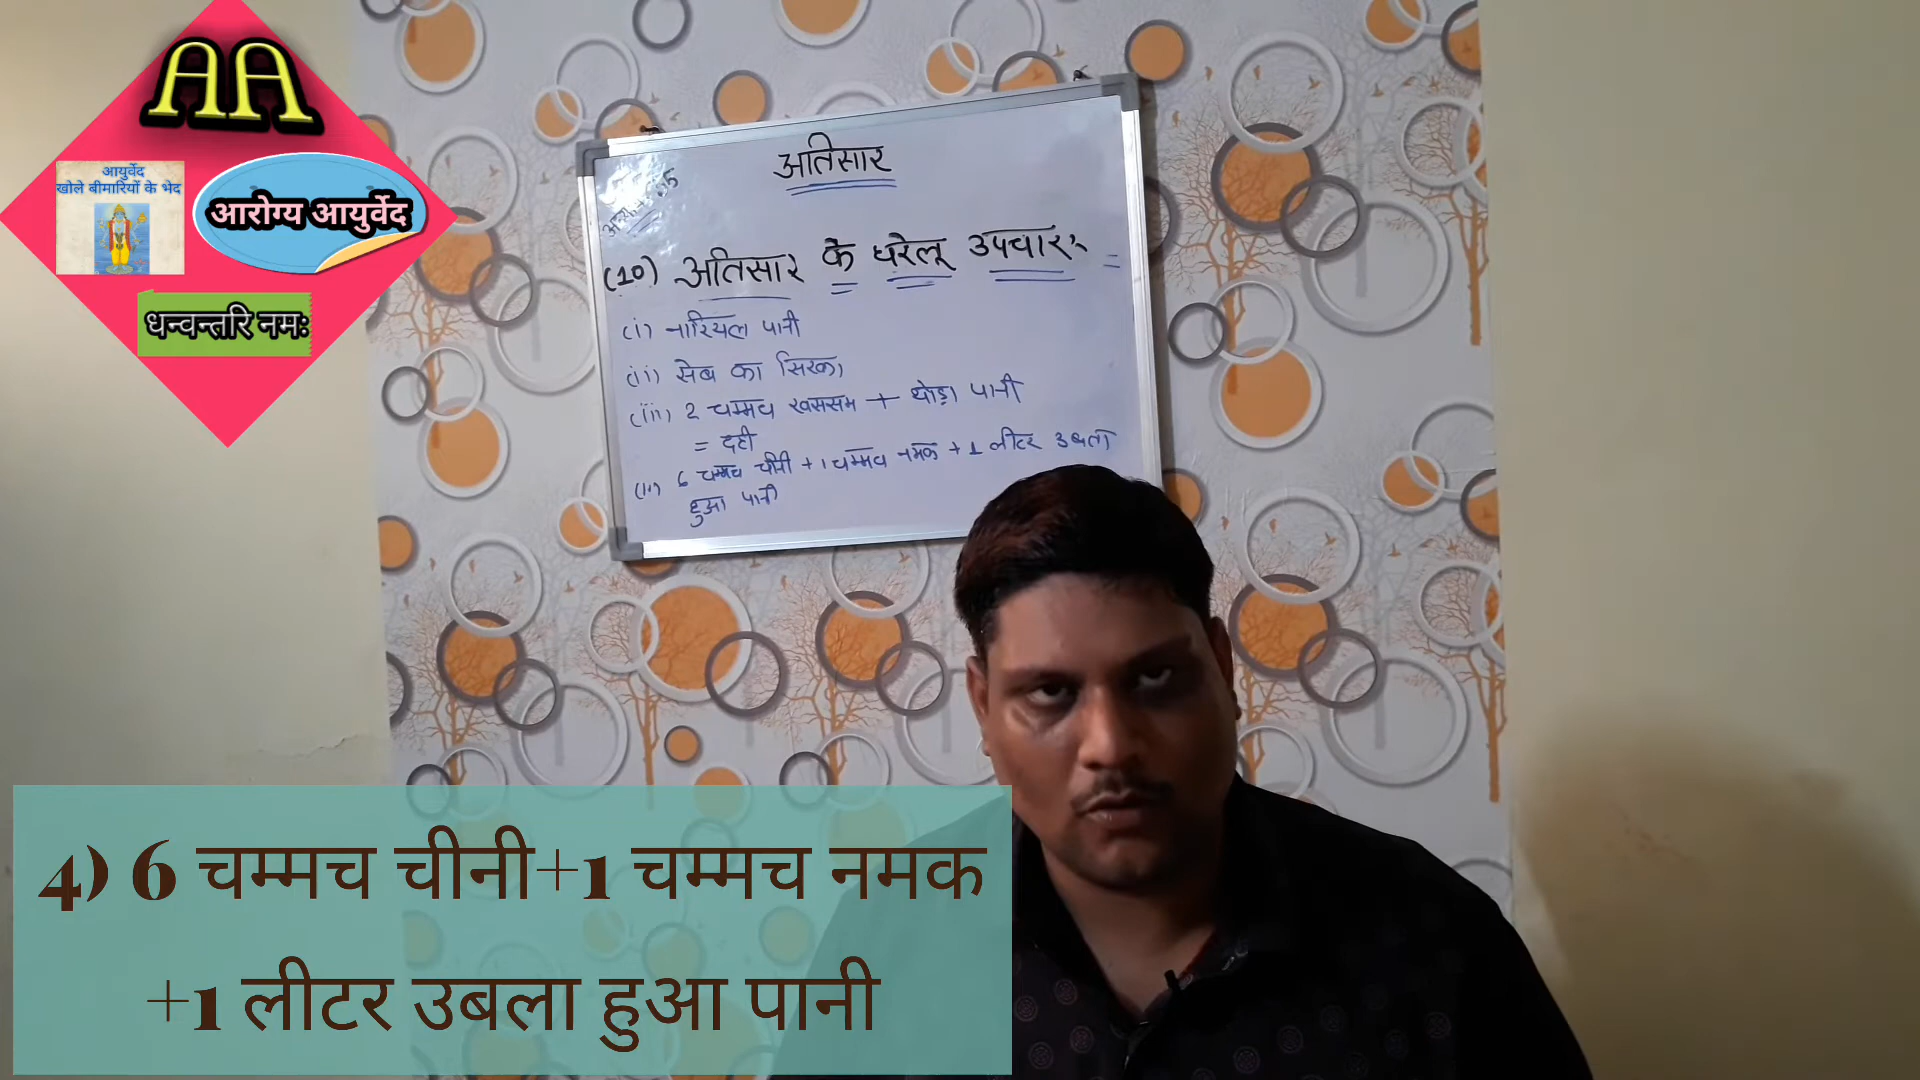 AA
आयुर्वेद
खोले बीमारियों के भेद
आरोग्य आयुर्वेद
धन्वन्तरि नमः
अतिसार
(10) अतिसार के घरेलू उपचार
(i) नारियल पानी
(ii) सेब का सिरका
(iii) 2 चम्मच खसखस + थोड़ा पानी
= दही
(iv) 6 चम्मच चीनी + 1 चम्मच नमक + 1 लीटर उबला
हुआ पानी
4) 6 चम्मच चीनी+1 चम्मच नमक
+1 लीटर उबला हुआ पानी